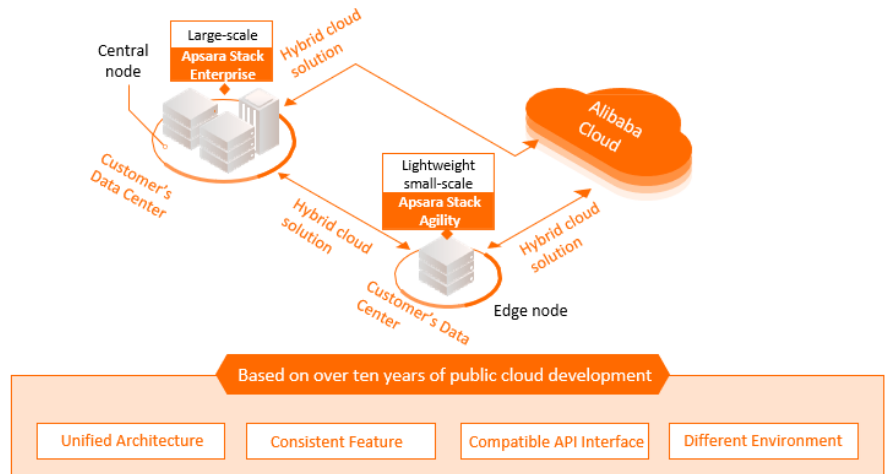 Large-scale
Apsara Stack
Enterprise
Central
node
Hybrid cloud
solution
Customer's
Data Center
Alibaba
Cloud
Lightweight
small-scale
Apsara Stack
Agility
Hybrid cloud
solution
Hybrid cloud
solution
Customer's Data
Center
Edge node
Based on over ten years of public cloud development
Unified Architecture
Consistent Feature
Compatible API Interface
Different Environment